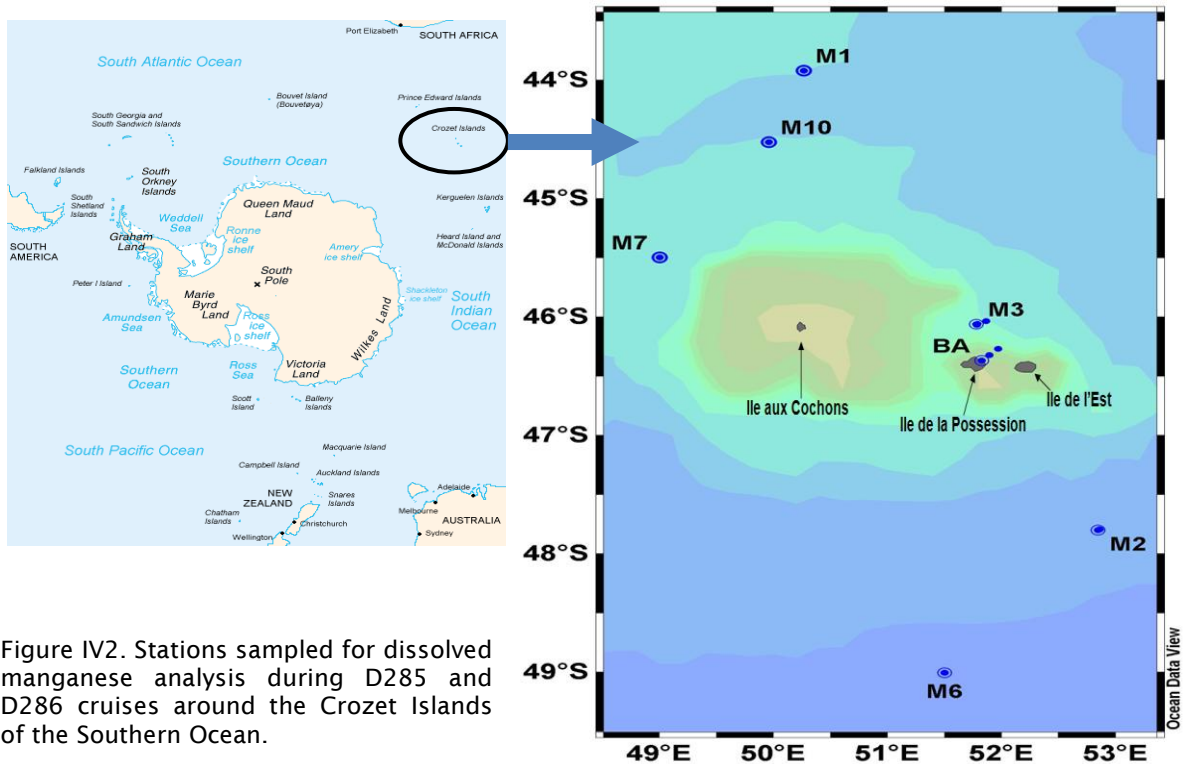 Port Elizabeth
SOUTH AFRICA
South Atlantic Ocean
Bouvet Island
(Bouvetøya)
Prince Edward Islands
South Georgia and
South Sandwich Islands
Crozet Islands
Falkland Islands
South
Orkney
Islands
Southern Ocean
South
Shetland
Islands
Weddell
Sea
Queen Maud
Land
Kerguelen Islands
Graham
Land
Ronne
ice
shelf
Amery
ice shelf
Heard Island and
McDonald Islands
SOUTH
AMERICA
South
Pole
Peter I Island
Marie
Byrd
Land
Shackleton
ice shelf
South
Indian
Ocean
Amundsen
Sea
Ross
ice
shelf
Wilkes Land
Southern
Ocean
Ross
Sea
Victoria
Land
Scott
Island
Balleny
Islands
South Pacific Ocean
Macquarie Island
Campbell Island
Auckland Islands
NEW
ZEALAND
Snares
Islands
Adelaide
Chatham
Islands
Christchurch
Melbourne
AUSTRALIA
Wellington
Sydney
44°S
45°S
46°S
47°S
48°S
49°S
M1
M10
M7
M3
BA
Ile aux Cochons
Ile de l'Est
Ile de la Possession
M2
M6
49°E 50°E 51°E 52°E 53°E
Ocean Data View
Figure IV2. Stations sampled for dissolved
manganese analysis during D285 and
D286 cruises around the Crozet Islands
of the Southern Ocean.